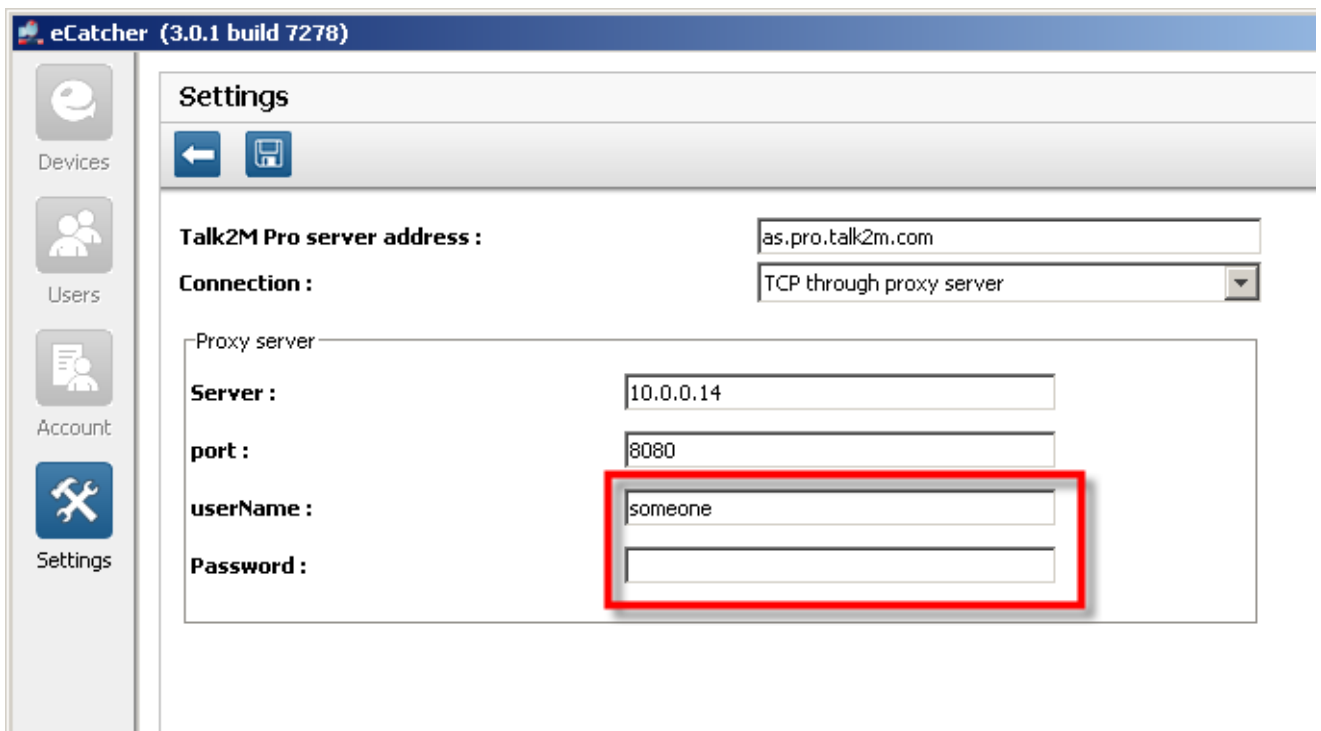 eCatcher (3.0.1 build 7278)
Devices
Users
Account
Settings
Settings
Talk2M Pro server address :
as.pro.talk2m.com
Connection :
TCP through proxy server
Proxy server
Server :
10.0.0.14
port :
8080
userName :
someone
Password :